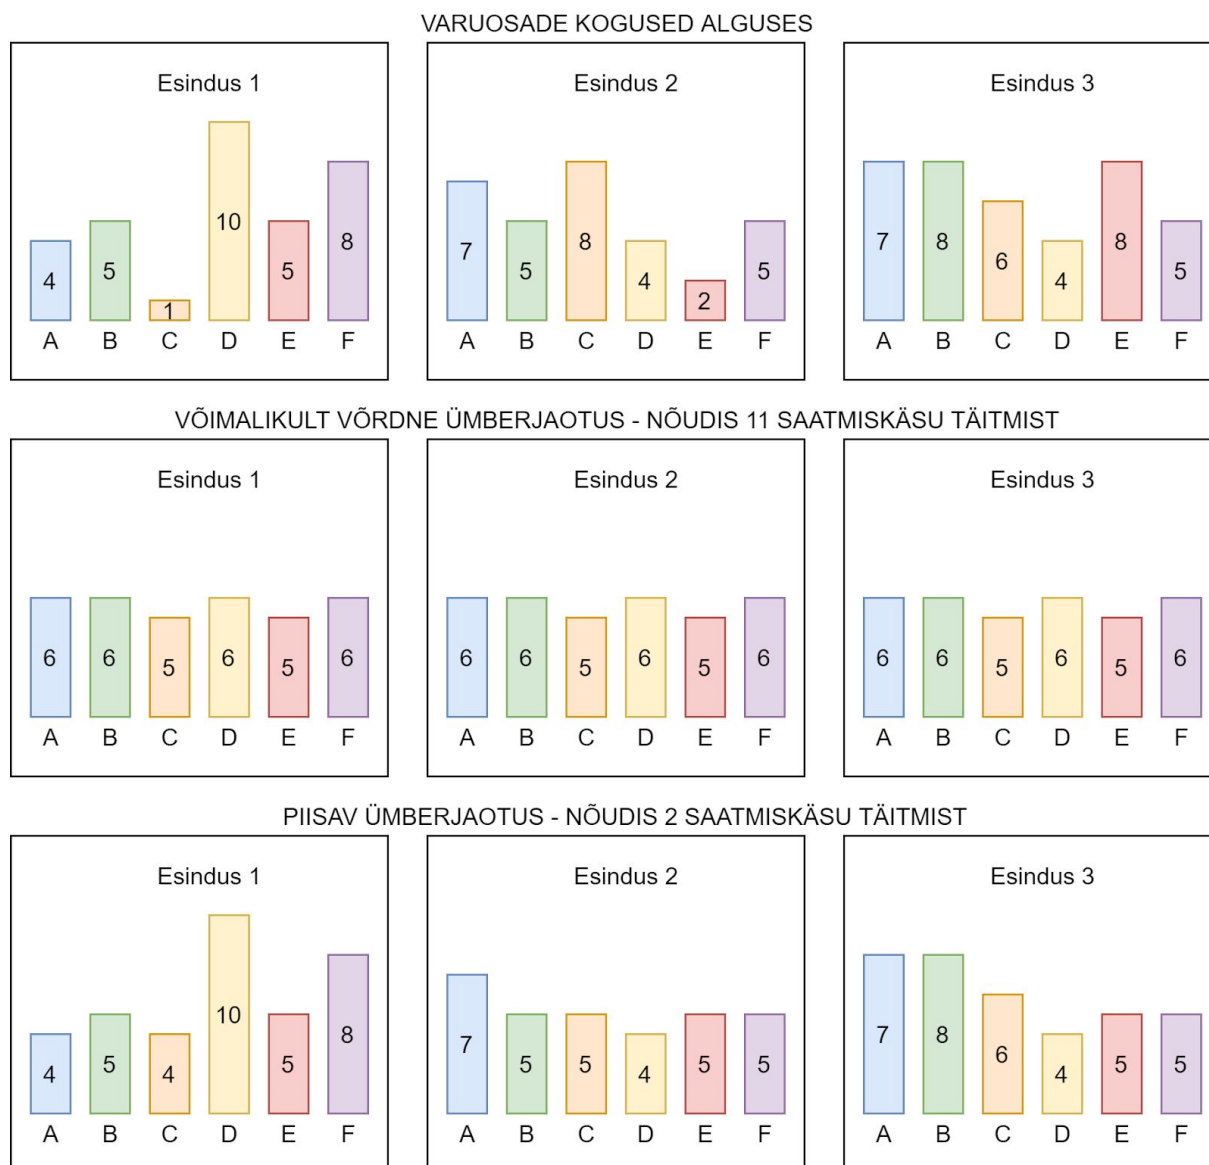 VARUOSADE KOGUSED ALGUSES
Esindus 1 Esindus 2 Esindus 3
4 5 1 10 5 8 7 5 8 4 2 5 7 8 6 4 8 5
A B C D E F A B C D E F A B C D E F
VÕIMALIKULT VÕRDNE ÜMBERJAOTUS - NÕUDIS 11 SAATMISKÄSU TÄITMIST
Esindus 1 Esindus 2 Esindus 3
6 6 5 6 5 6 6 6 5 6 5 6 6 6 5 6 5 6
A B C D E F A B C D E F A B C D E F
PIISAV ÜMBERJAOTUS - NÕUDIS 2 SAATMISKÄSU TÄITMIST
Esindus 1 Esindus 2 Esindus 3
4 5 4 10 5 8 7 5 5 4 5 5 7 8 6 4 5 5
A B C D E F A B C D E F A B C D E F